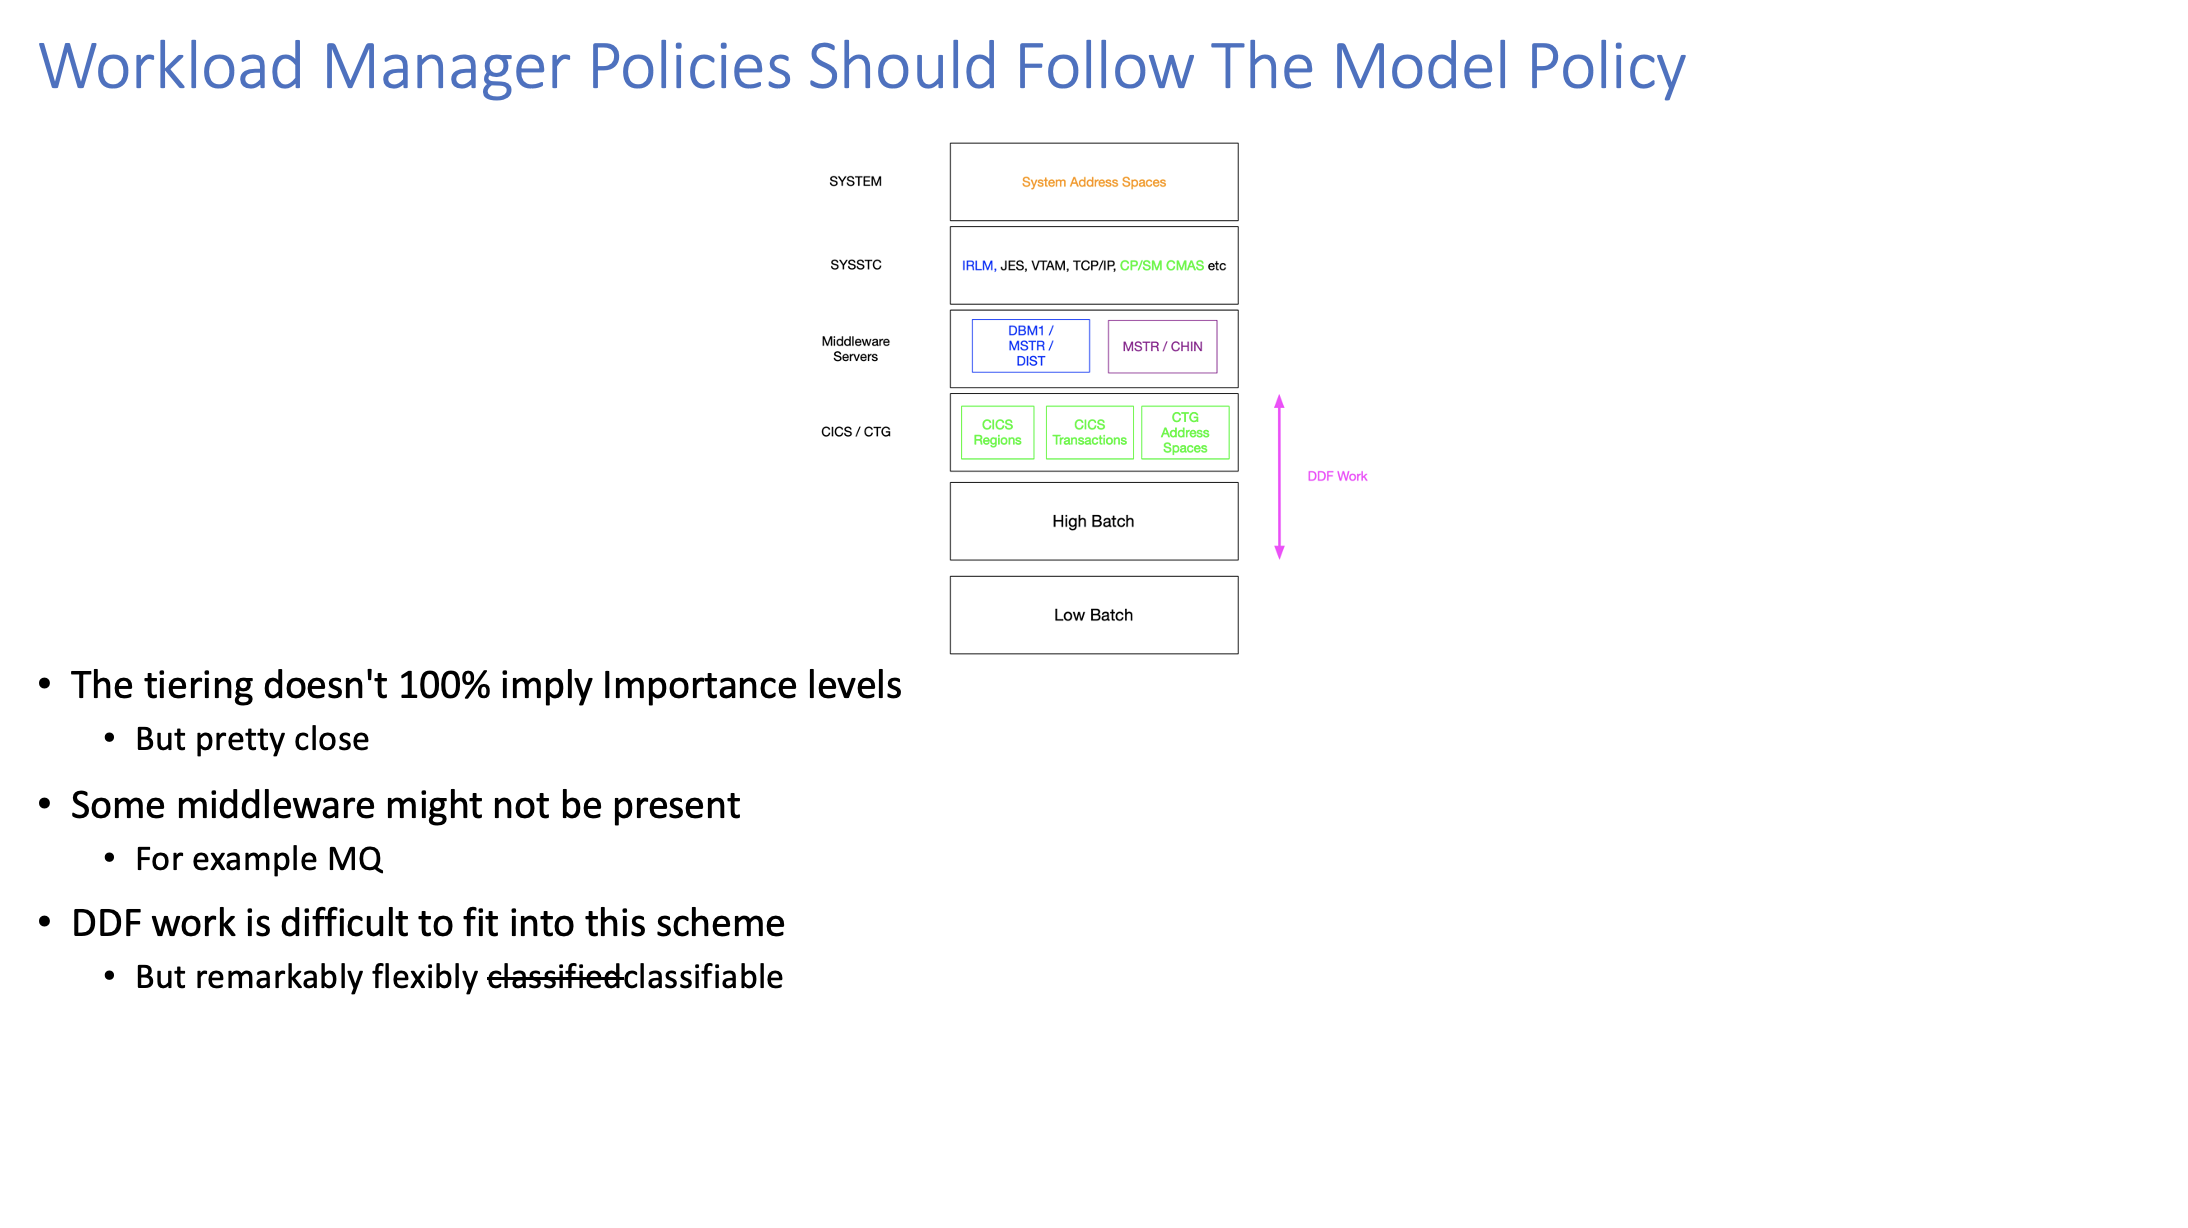 Workload Manager Policies Should Follow The Model Policy
SYSTEM
System Address Spaces
SYSSTC
IRLM, JES, VTAM, TCP/IP, CP/SM CMAS etc
Middleware
Servers
DBM1 /
MSTR /
DIST
MSTR / CHIN
CICS / CTG
CICS
Regions
CICS
Transactions
CTG
Address
Spaces
DDF Work
High Batch
Low Batch
• The tiering doesn't 100% imply Importance levels
• But pretty close
• Some middleware might not be present
• For example MQ
• DDF work is difficult to fit into this scheme
• But remarkably flexibly classifiedclassifiable